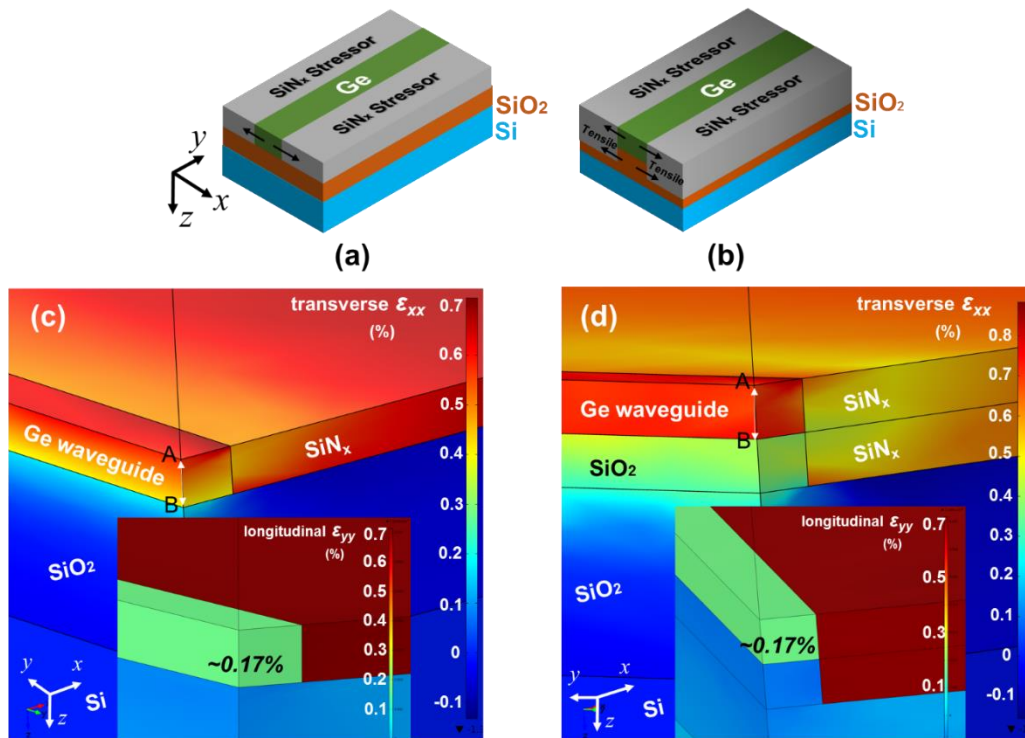 SiNₓ Stressor
Ge
SiNₓ Stressor
SiO₂
Si
y
x
z
(a)
SiNₓ Stressor
Ge
SiNₓ Stressor
Tensile
Tensile
SiO₂
Si
(b)
(c)
transverse εxx
(%)
0.7
0.6
0.5
0.4
0.3
0.2
0.1
0
-0.1
A
B
Ge waveguide
SiNₓ
SiO₂
Si
y
x
z
longitudinal εyy
(%)
0.7
0.6
0.5
0.4
0.3
0.2
0.1
~0.17%
(d)
transverse εxx
(%)
0.8
0.7
0.6
0.5
0.4
0.3
0.2
0.1
0
-0.1
A
B
Ge waveguide
SiNₓ
SiO₂
SiNₓ
SiO₂
Si
y
x
z
longitudinal εyy
(%)
0.7
0.5
0.3
0.1
~0.17%